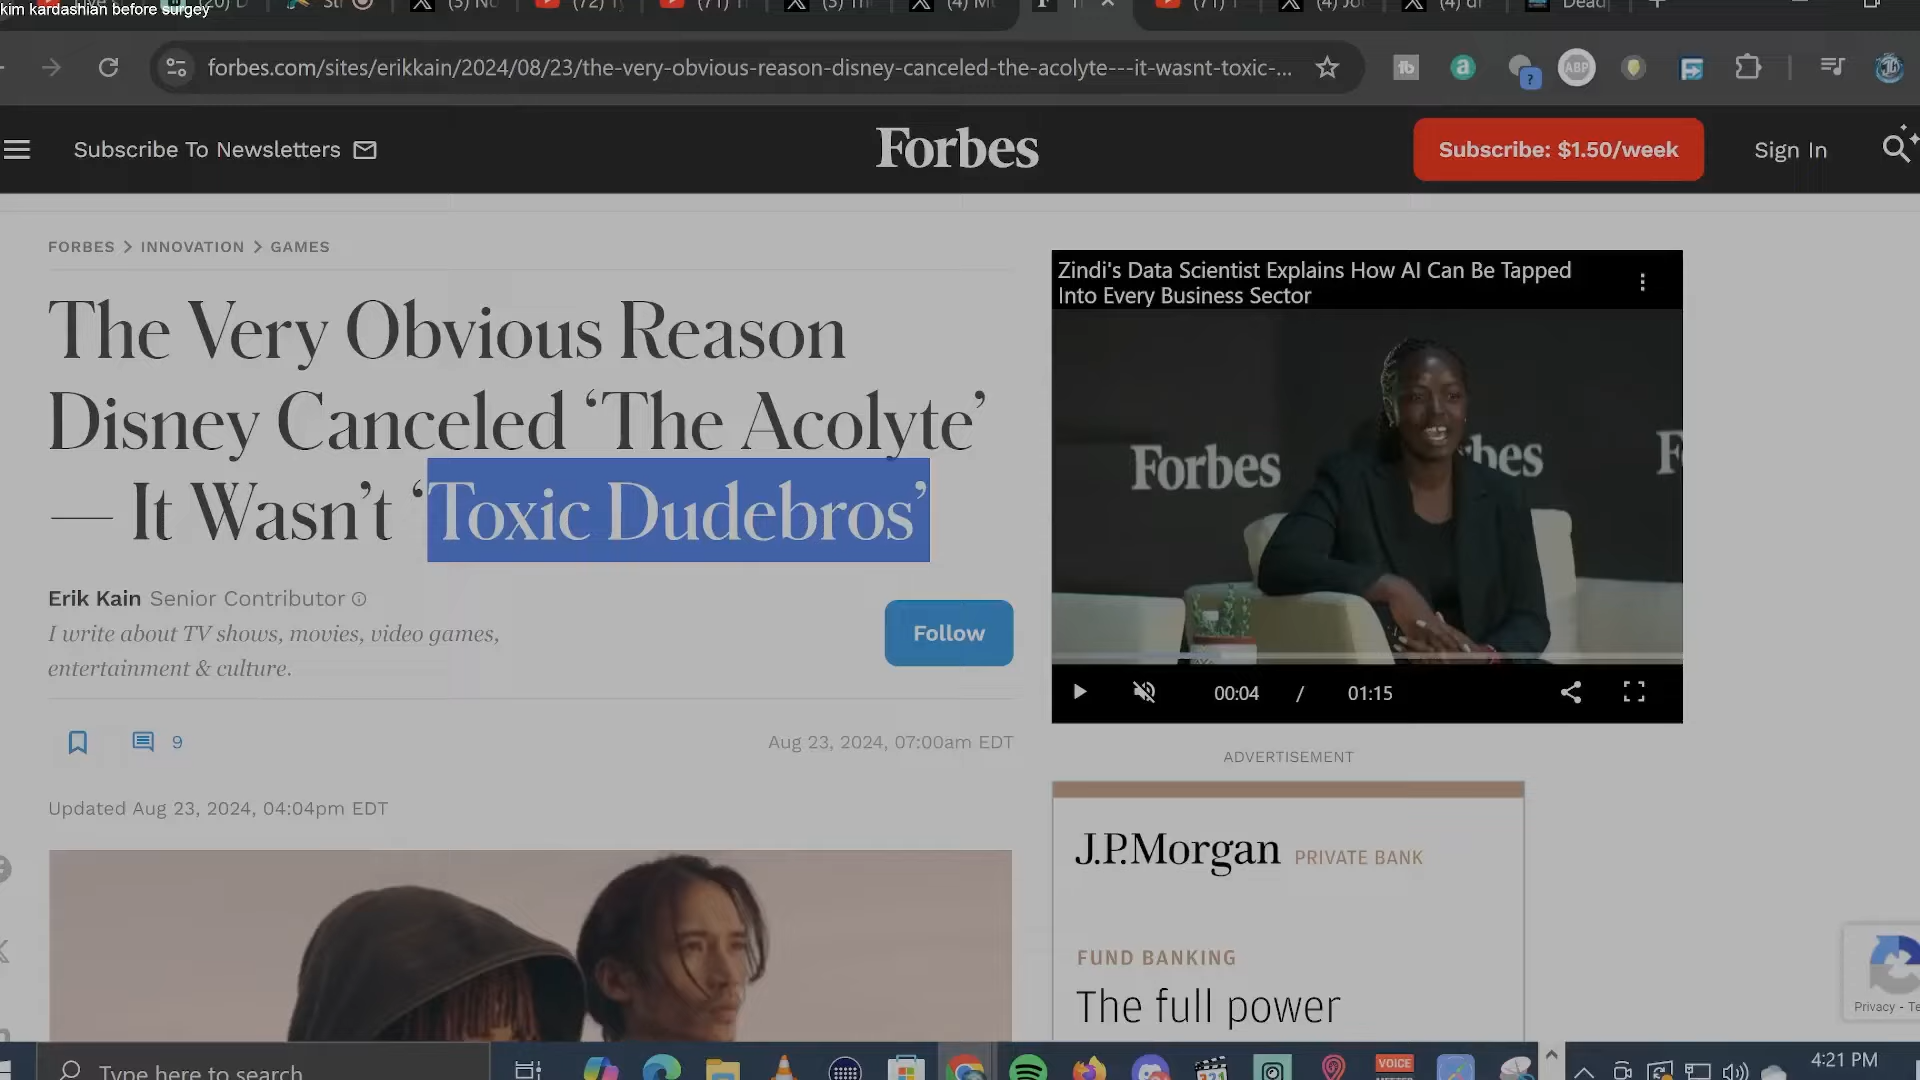 kim kardashian before surgey
forbes.com/sites/erikkain/2024/08/23/the-very-obvious-reason-disney-canceled-the-acolyte---it-wasnt-toxic-...
ABP
Subscribe To Newsletters
Forbes
Subscribe: $1.50/week
Sign In
FORBES > INNOVATION > GAMES
The Very Obvious Reason
Disney Canceled ‘The Acolyte’
— It Wasn’t ‘Toxic Dudebros’
Erik Kain Senior Contributor
I write about TV shows, movies, video games,
entertainment & culture.
Follow
9
Aug 23, 2024, 07:00am EDT
Updated Aug 23, 2024, 04:04pm EDT
Zindi's Data Scientist Explains How AI Can Be Tapped
Into Every Business Sector
Forbes
00:04 / 01:15
ADVERTISEMENT
J.P.Morgan PRIVATE BANK
FUND BANKING
The full power
Privacy - Te
Type here to search
VOICE
4:21 PM